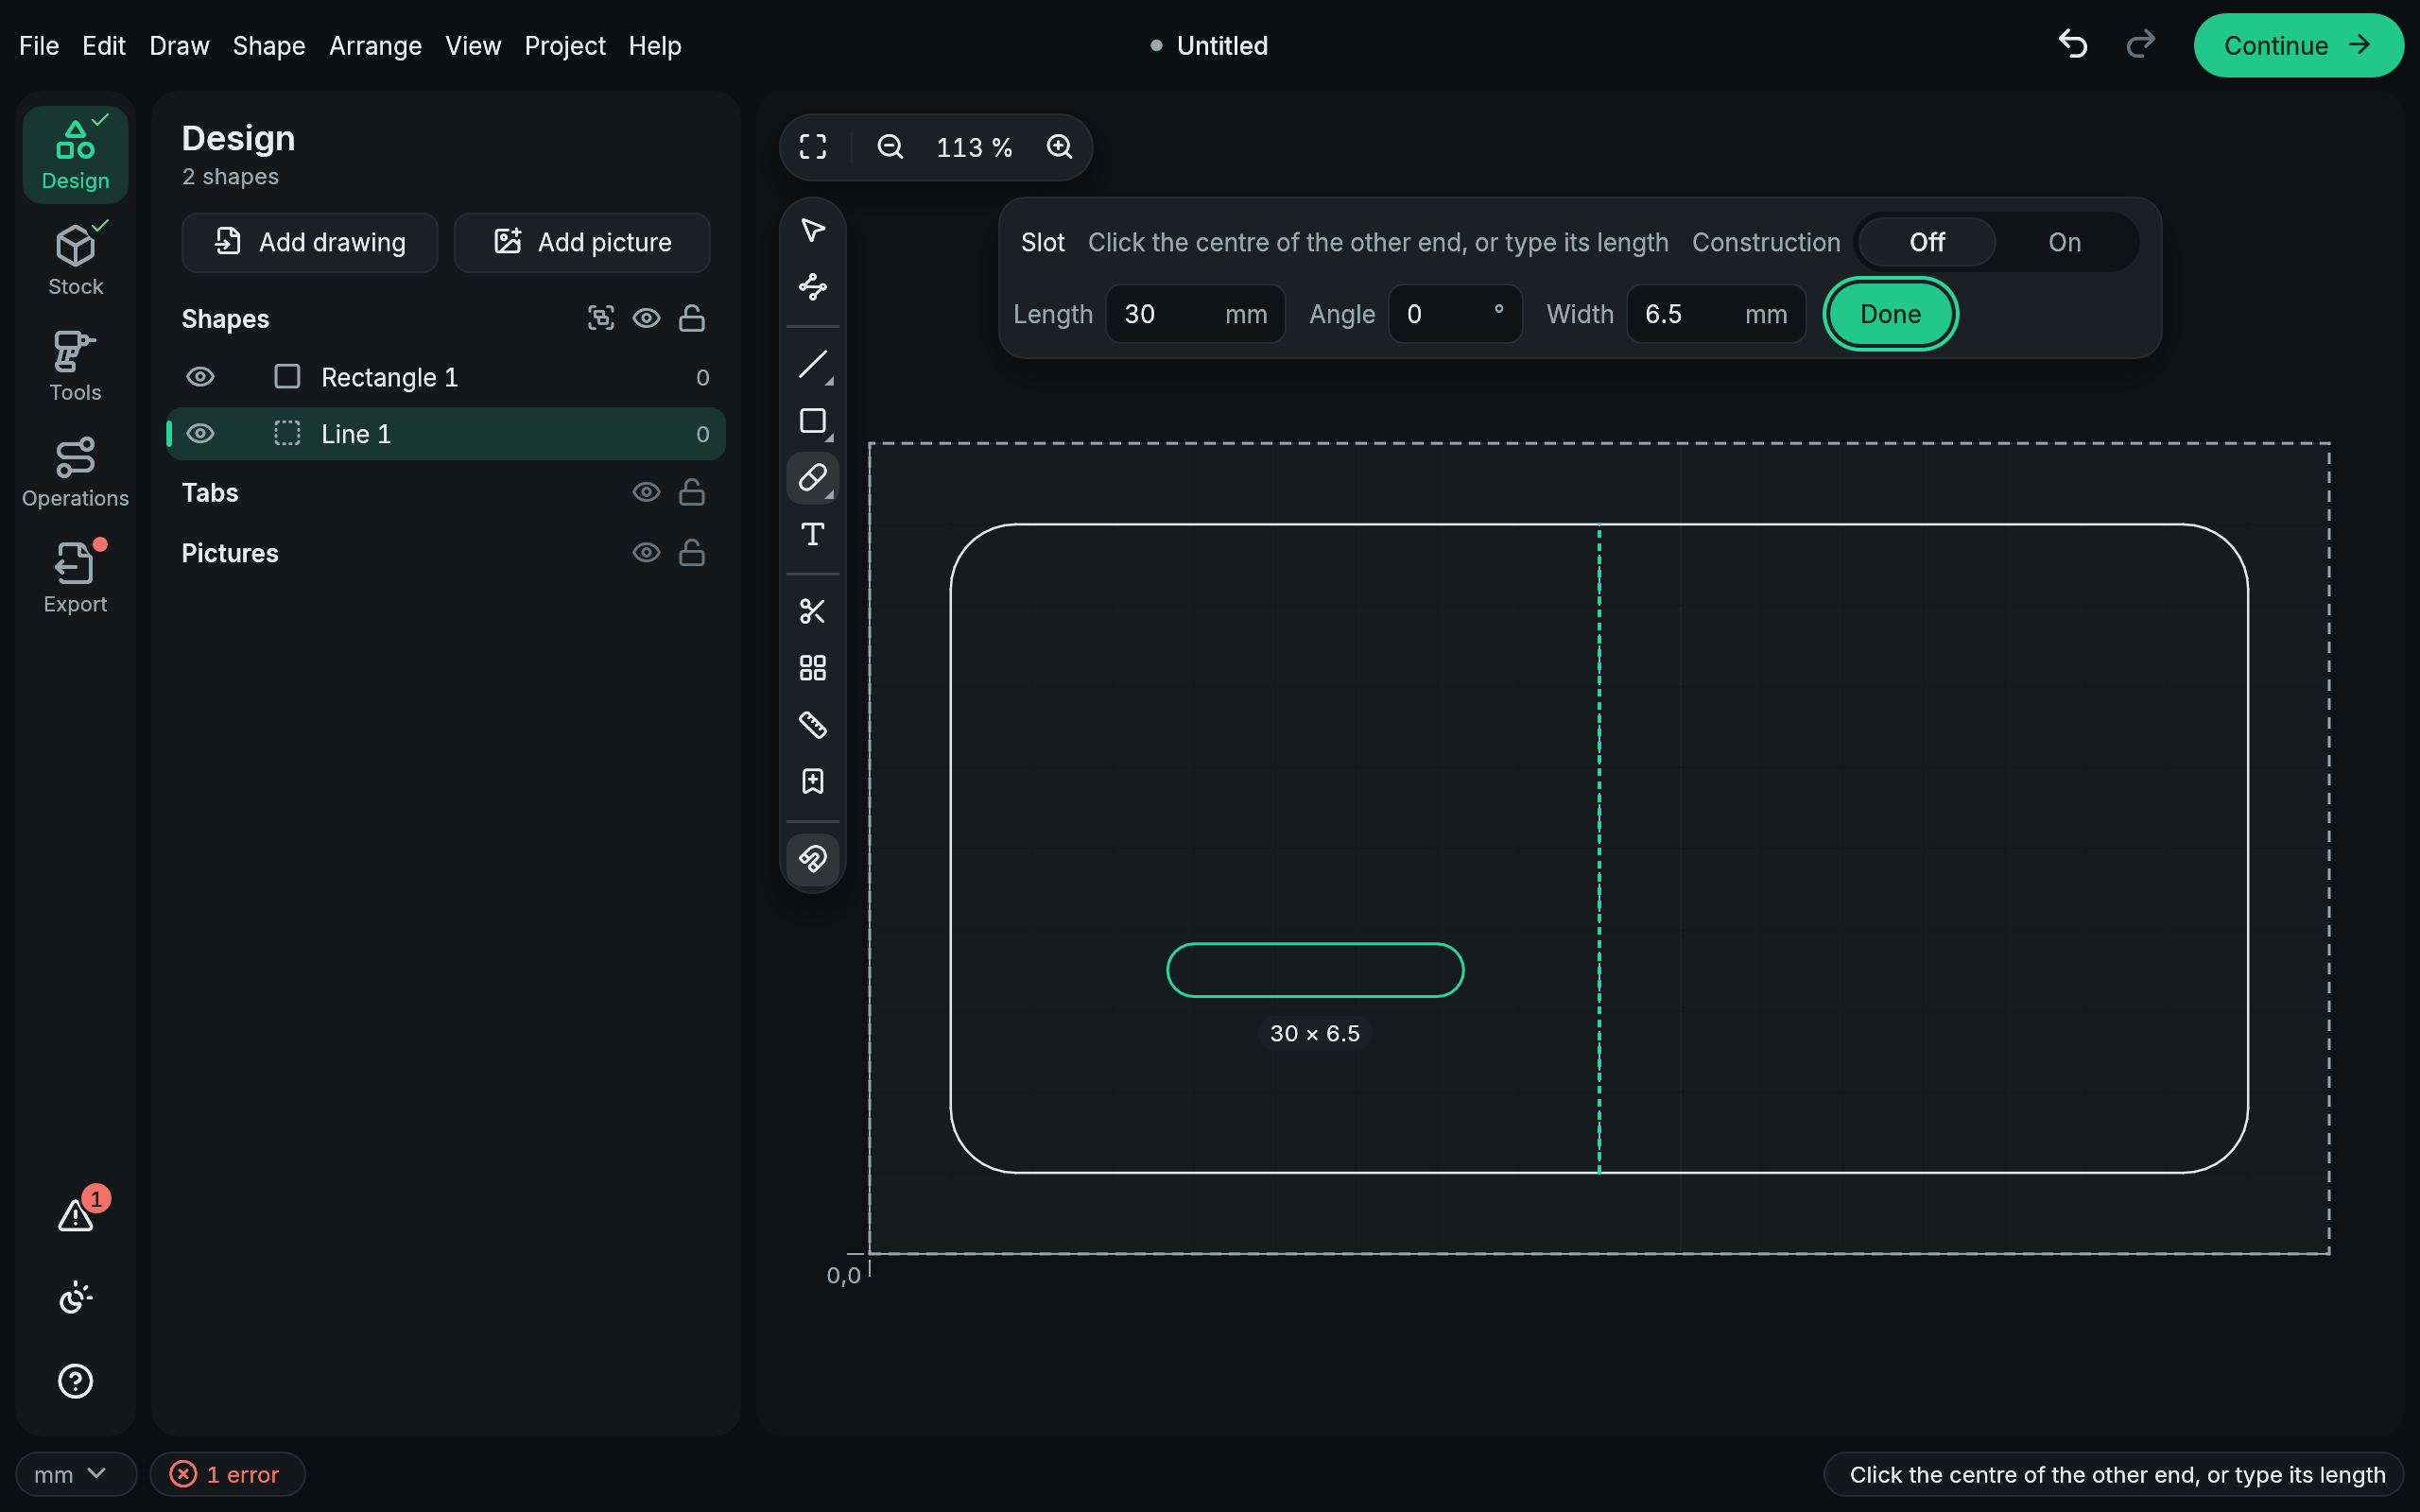 File Edit Draw Shape Arrange View Project Help
Untitled
Continue
Design
Stock
Tools
Operations
Export
1
Design
2 shapes
Add drawing Add picture
Shapes
Rectangle 1 0
Line 1 0
Tabs
Pictures
113 %
Slot Click the centre of the other end, or type its length Construction Off On
Length 30 mm Angle 0 ° Width 6.5 mm Done
30 × 6.5
0,0
mm
1 error
Click the centre of the other end, or type its length